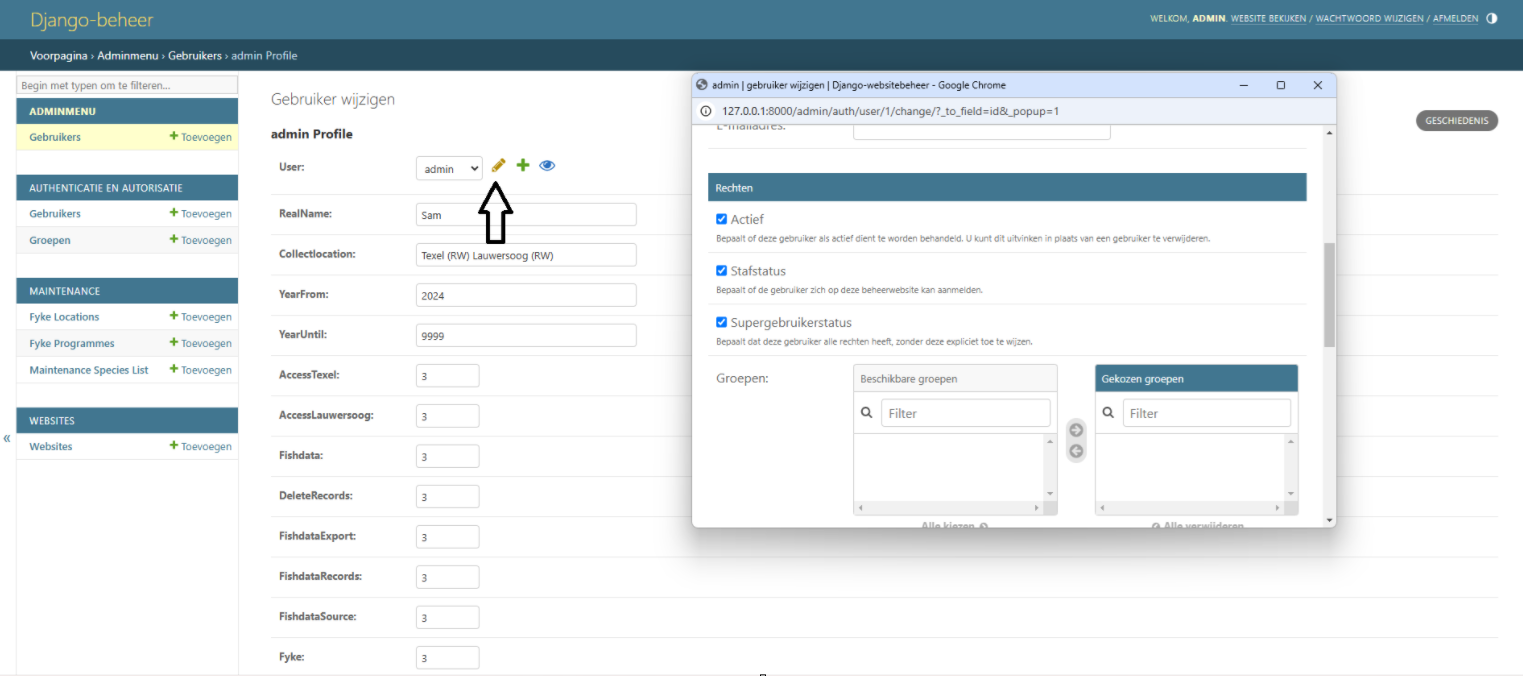 Django-beheer
WELKOM, ADMIN. WEBSITE BEKIJKEN / WACHTWOORD WIJZIGEN / AFMELDEN
Voorpagina › Adminmenu › Gebruikers › admin Profile
Begin met typen om te filteren...
ADMINMENU
Gebruikers + Toevoegen
AUTHENTICATIE EN AUTORISATIE
Gebruikers + Toevoegen
Groepen + Toevoegen
MAINTENANCE
Fyke Locations + Toevoegen
Fyke Programmes + Toevoegen
Maintenance Species List + Toevoegen
WEBSITES
Websites + Toevoegen
«
Gebruiker wijzigen
GESCHIEDENIS
admin Profile
User: admin
RealName: Sam
Collectlocation: Texel (RW) Lauwersoog (RW)
YearFrom: 2024
YearUntil: 9999
AccessTexel: 3
AccessLauwersoog: 3
Fishdata: 3
DeleteRecords: 3
FishdataExport: 3
FishdataRecords: 3
FishdataSource: 3
Fyke: 3
admin | gebruiker wijzigen | Django-websitebeheer - Google Chrome
127.0.0.1:8000/admin/auth/user/1/change/?_to_field=id&_popup=1
E-mailadres:
Rechten
Actief
Bepaalt of deze gebruiker als actief dient te worden behandeld. U kunt dit uitvinken in plaats van een gebruiker te verwijderen.
Stafstatus
Bepaalt of de gebruiker zich op deze beheerwebsite kan aanmelden.
Supergebruikerstatus
Bepaalt dat deze gebruiker alle rechten heeft, zonder deze expliciet toe te wijzen.
Groepen:
Beschikbare groepen
Filter
Alle kiezen
Gekozen groepen
Filter
Alle verwijderen